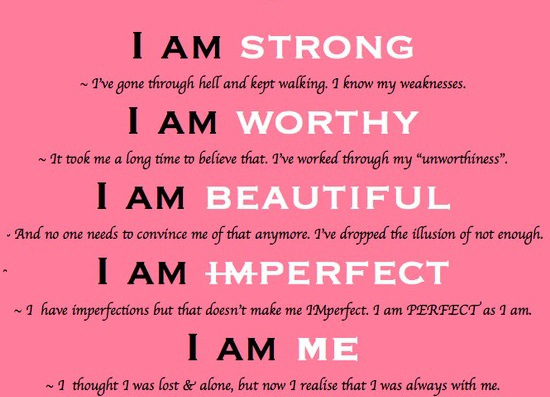 I AM STRONG
~ I've gone through hell and kept walking. I know my weaknesses.
I AM WORTHY
~ It took me a long time to believe that. I've worked through my "unworthiness".
I AM BEAUTIFUL
- And no one needs to convince me of that anymore. I've dropped the illusion of not enough.
I AM IMPERFECT
~ I have imperfections but that doesn't make me IMperfect. I am PERFECT as I am.
I AM ME
~ I thought I was lost & alone, but now I realise that I was always with me.